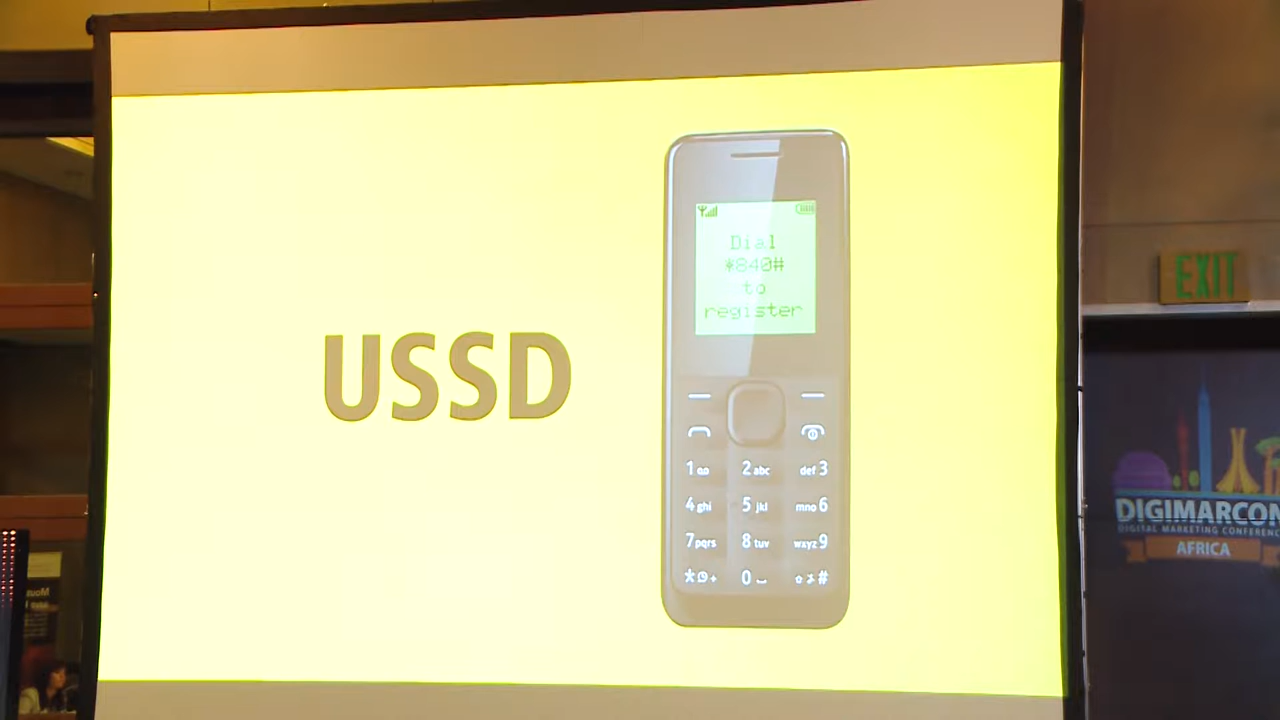 USSD
Dial
*840#
to
register
1
2 abc
def 3
4 ghi
5 jkl
mno 6
7 pqrs
8 tuv
wxyz 9
*
+
0
#
EXIT
DIGIMARCON
DIGITAL MARKETING CONFERENC
AFRICA